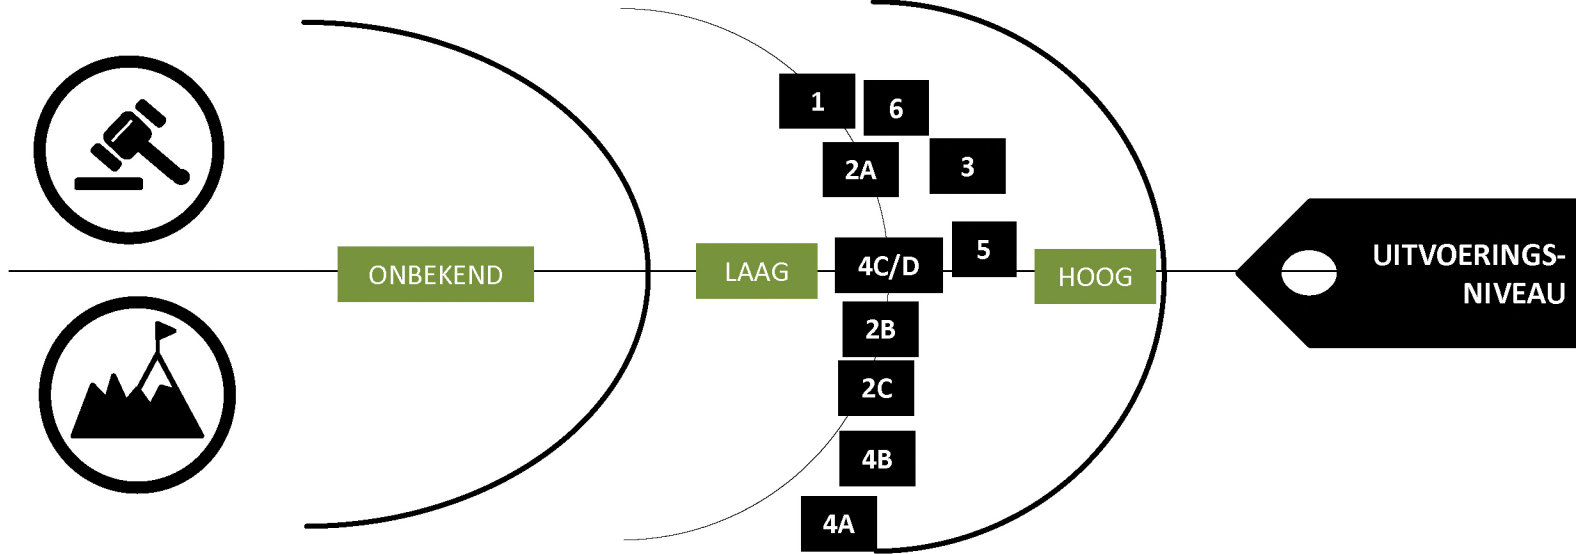 1
6
2A
3
5
ONBEKEND
LAAG
4C/D
HOOG
UITVOERINGS-
NIVEAU
2B
2C
4B
4A